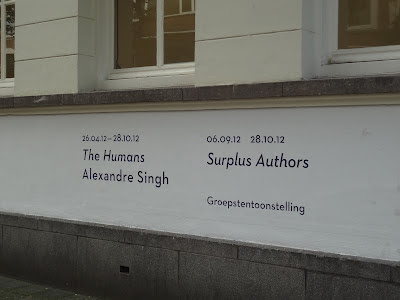 26.04.12–28.10.12
The Humans
Alexandre Singh
06.09.12 28.10.12
Surplus Authors
Groepstentoonstelling